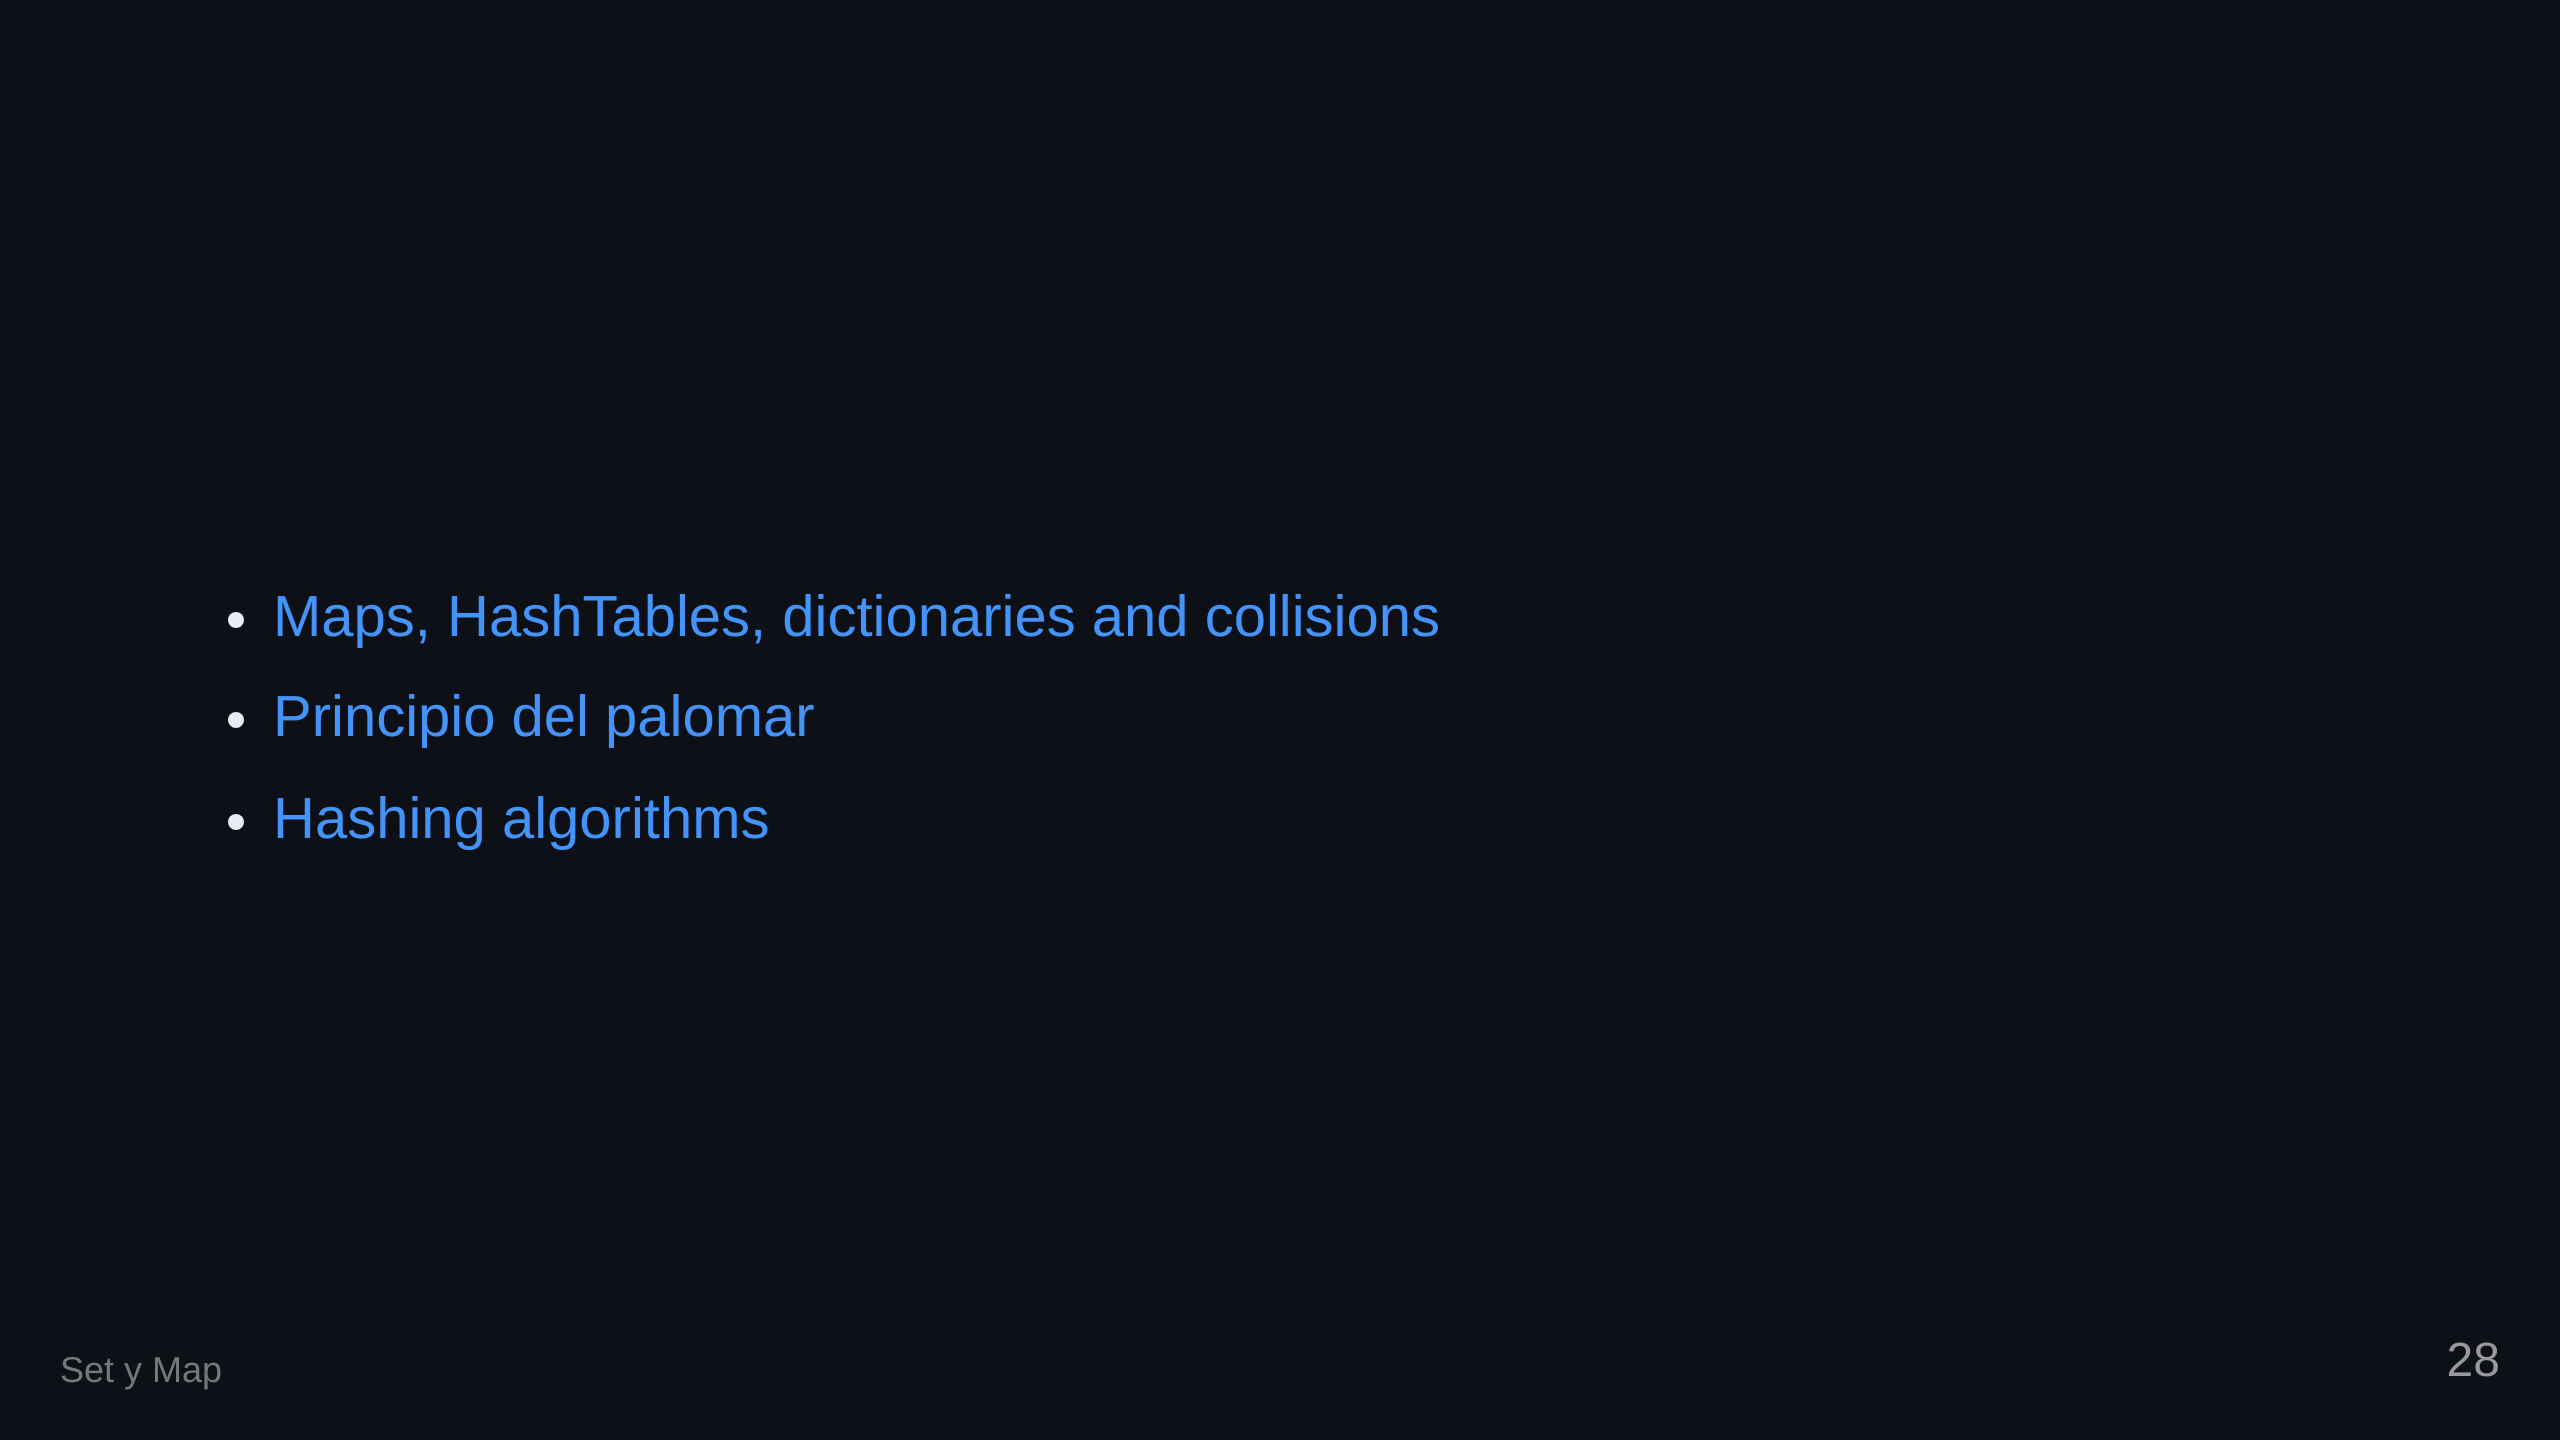 Maps, HashTables, dictionaries and collisions
Principio del palomar
Hashing algorithms
Set y Map
28